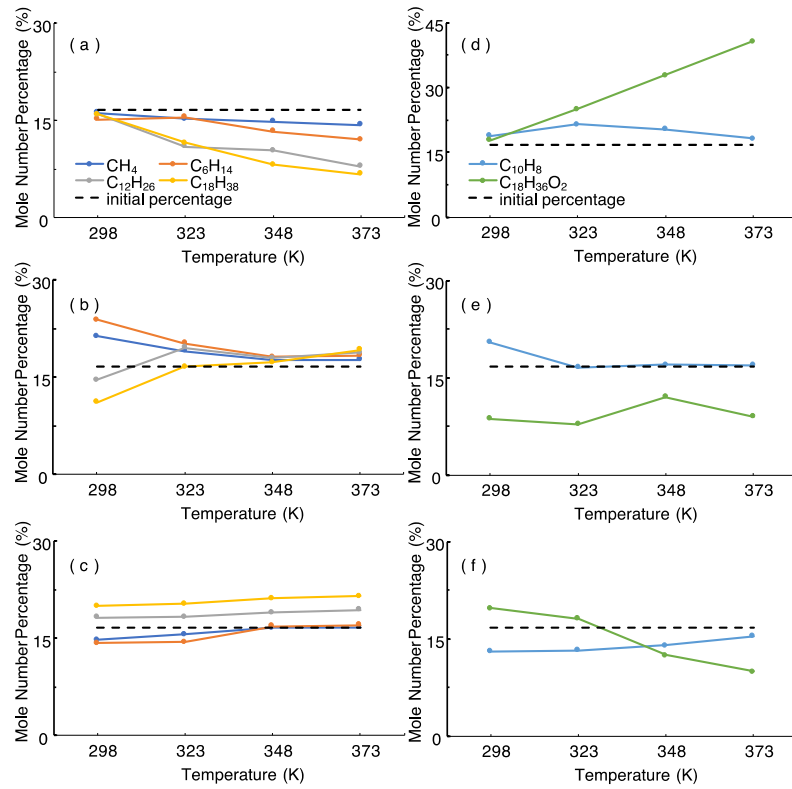 Mole Number Percentage (%)
30
15
0
( a )
CH4
C6H14
C12H26
C18H38
initial percentage
298 323 348 373
Temperature (K)
Mole Number Percentage (%)
45
30
15
0
( d )
C10H8
C18H36O2
initial percentage
298 323 348 373
Temperature (K)
Mole Number Percentage (%)
30
15
0
( b )
298 323 348 373
Temperature (K)
Mole Number Percentage (%)
30
15
0
( e )
298 323 348 373
Temperature (K)
Mole Number Percentage (%)
30
15
0
( c )
298 323 348 373
Temperature (K)
Mole Number Percentage (%)
30
15
0
( f )
298 323 348 373
Temperature (K)